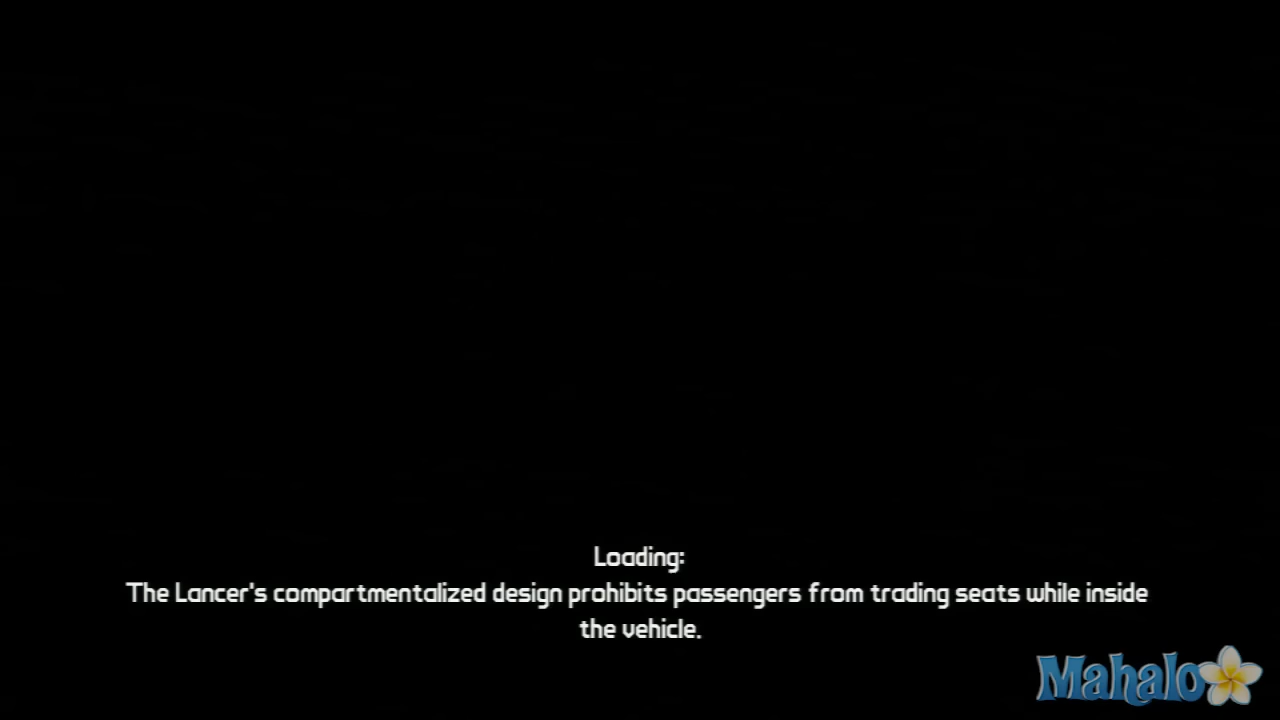 Loading:
The Lancer's compartmentalized design prohibits passengers from trading seats while inside
the vehicle.
Mahalo